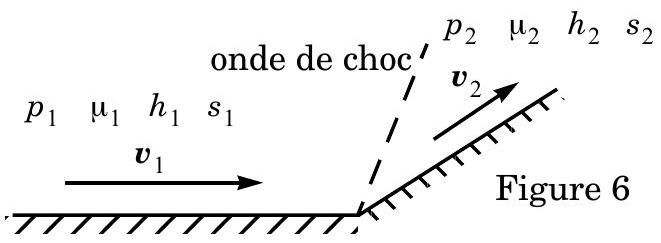 p₂ μ₂ h₂ s₂
onde de choc
v₂
p₁ μ₁ h₁ s₁
v₁
Figure 6